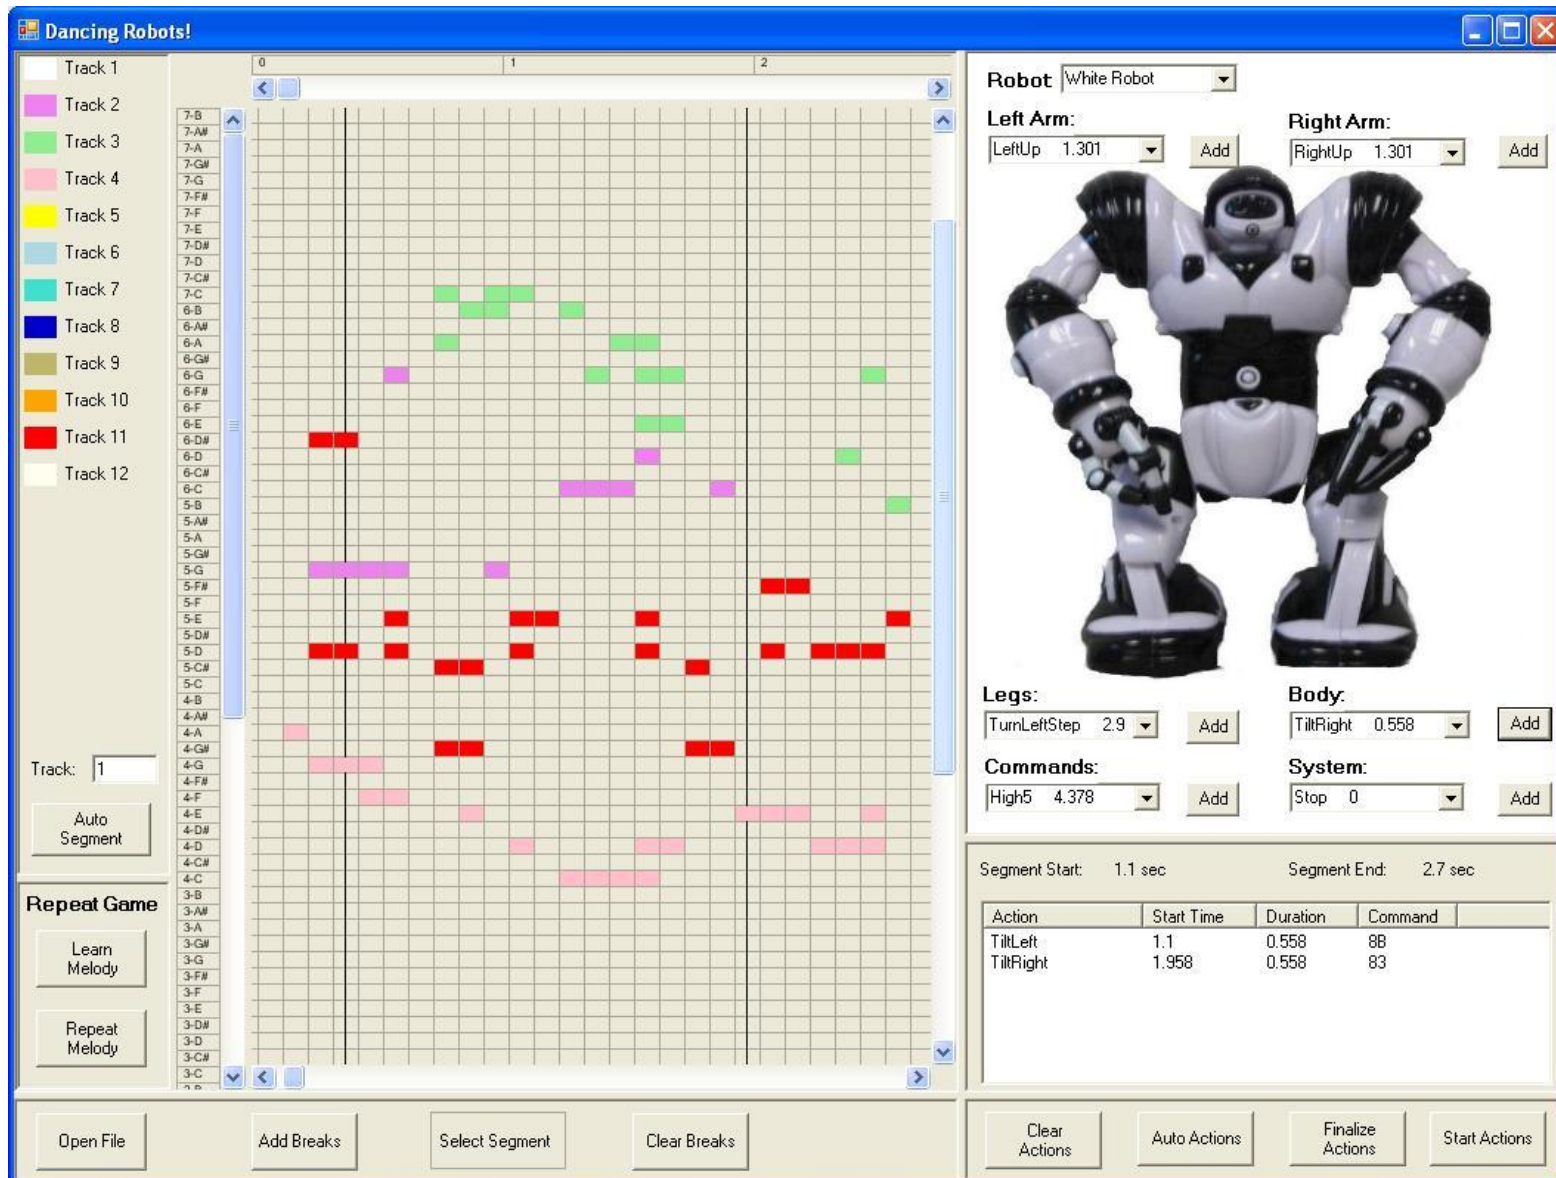 Dancing Robots!
Track 1
Track 2
Track 3
Track 4
Track 5
Track 6
Track 7
Track 8
Track 9
Track 10
Track 11
Track 12
Track: 1
Auto
Segment
Repeat Game
Learn
Melody
Repeat
Melody
0 1 2
7-B
7-A#
7-A
7-G#
7-G
7-F#
7-F
7-E
7-D#
7-D
7-C#
7-C
6-B
6-A#
6-A
6-G#
6-G
6-F#
6-F
6-E
6-D#
6-D
6-C#
6-C
5-B
5-A#
5-A
5-G#
5-G
5-F#
5-F
5-E
5-D#
5-D
5-C#
5-C
4-B
4-A#
4-A
4-G#
4-G
4-F#
4-F
4-E
4-D#
4-D
4-C#
4-C
3-B
3-A#
3-A
3-G#
3-G
3-F#
3-F
3-E
3-D#
3-D
3-C#
3-C
Robot White Robot
Left Arm: Right Arm:
LeftUp 1.301 Add RightUp 1.301 Add
Legs: Body:
TurnLeftStep 2.9 Add TiltRight 0.558 Add
Commands: System:
High5 4.378 Add Stop 0 Add
Segment Start: 1.1 sec Segment End: 2.7 sec
Action Start Time Duration Command
TiltLeft 1.1 0.558 8B
TiltRight 1.958 0.558 83
Open File Add Breaks Select Segment Clear Breaks
Clear
Actions
Auto Actions
Finalize
Actions
Start Actions